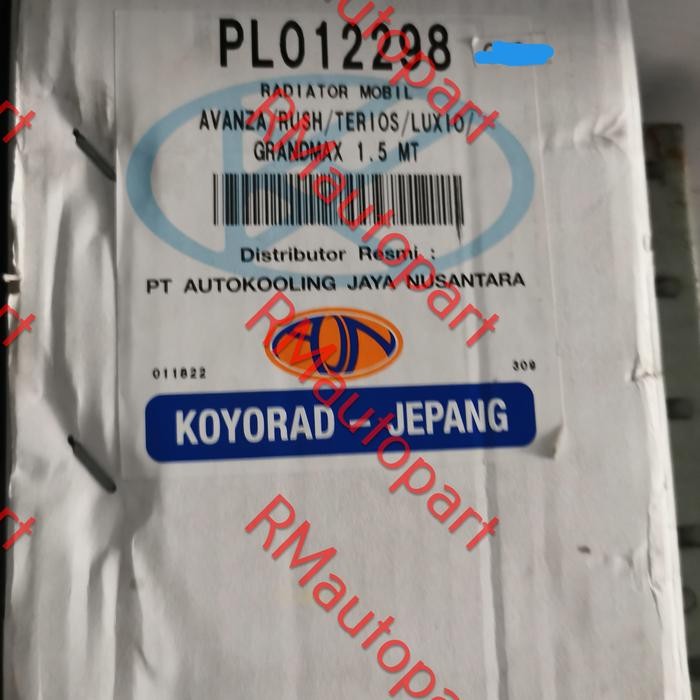 PL012298
RADIATOR MOBIL
AVANZA/RUSH/TERIOS/LUXIO/
GRANDMAX 1.5 MT
Distributor Resmi :
PT AUTOKOOLING JAYA NUSANTARA
AJN
011822
309
KOYORAD - JEPANG
RMautopart
RMautopart
RMautopart
RMautopart